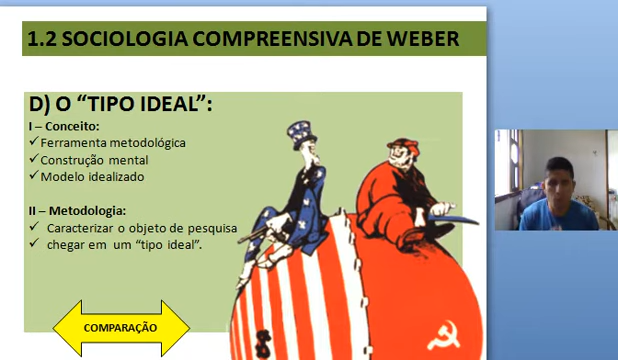 1.2 SOCIOLOGIA COMPREENSIVA DE WEBER
D) O “TIPO IDEAL”:
I – Conceito:
Ferramenta metodológica
Construção mental
Modelo idealizado
II – Metodologia:
Caracterizar o objeto de pesquisa
chegar em um “tipo ideal”.
COMPARAÇÃO